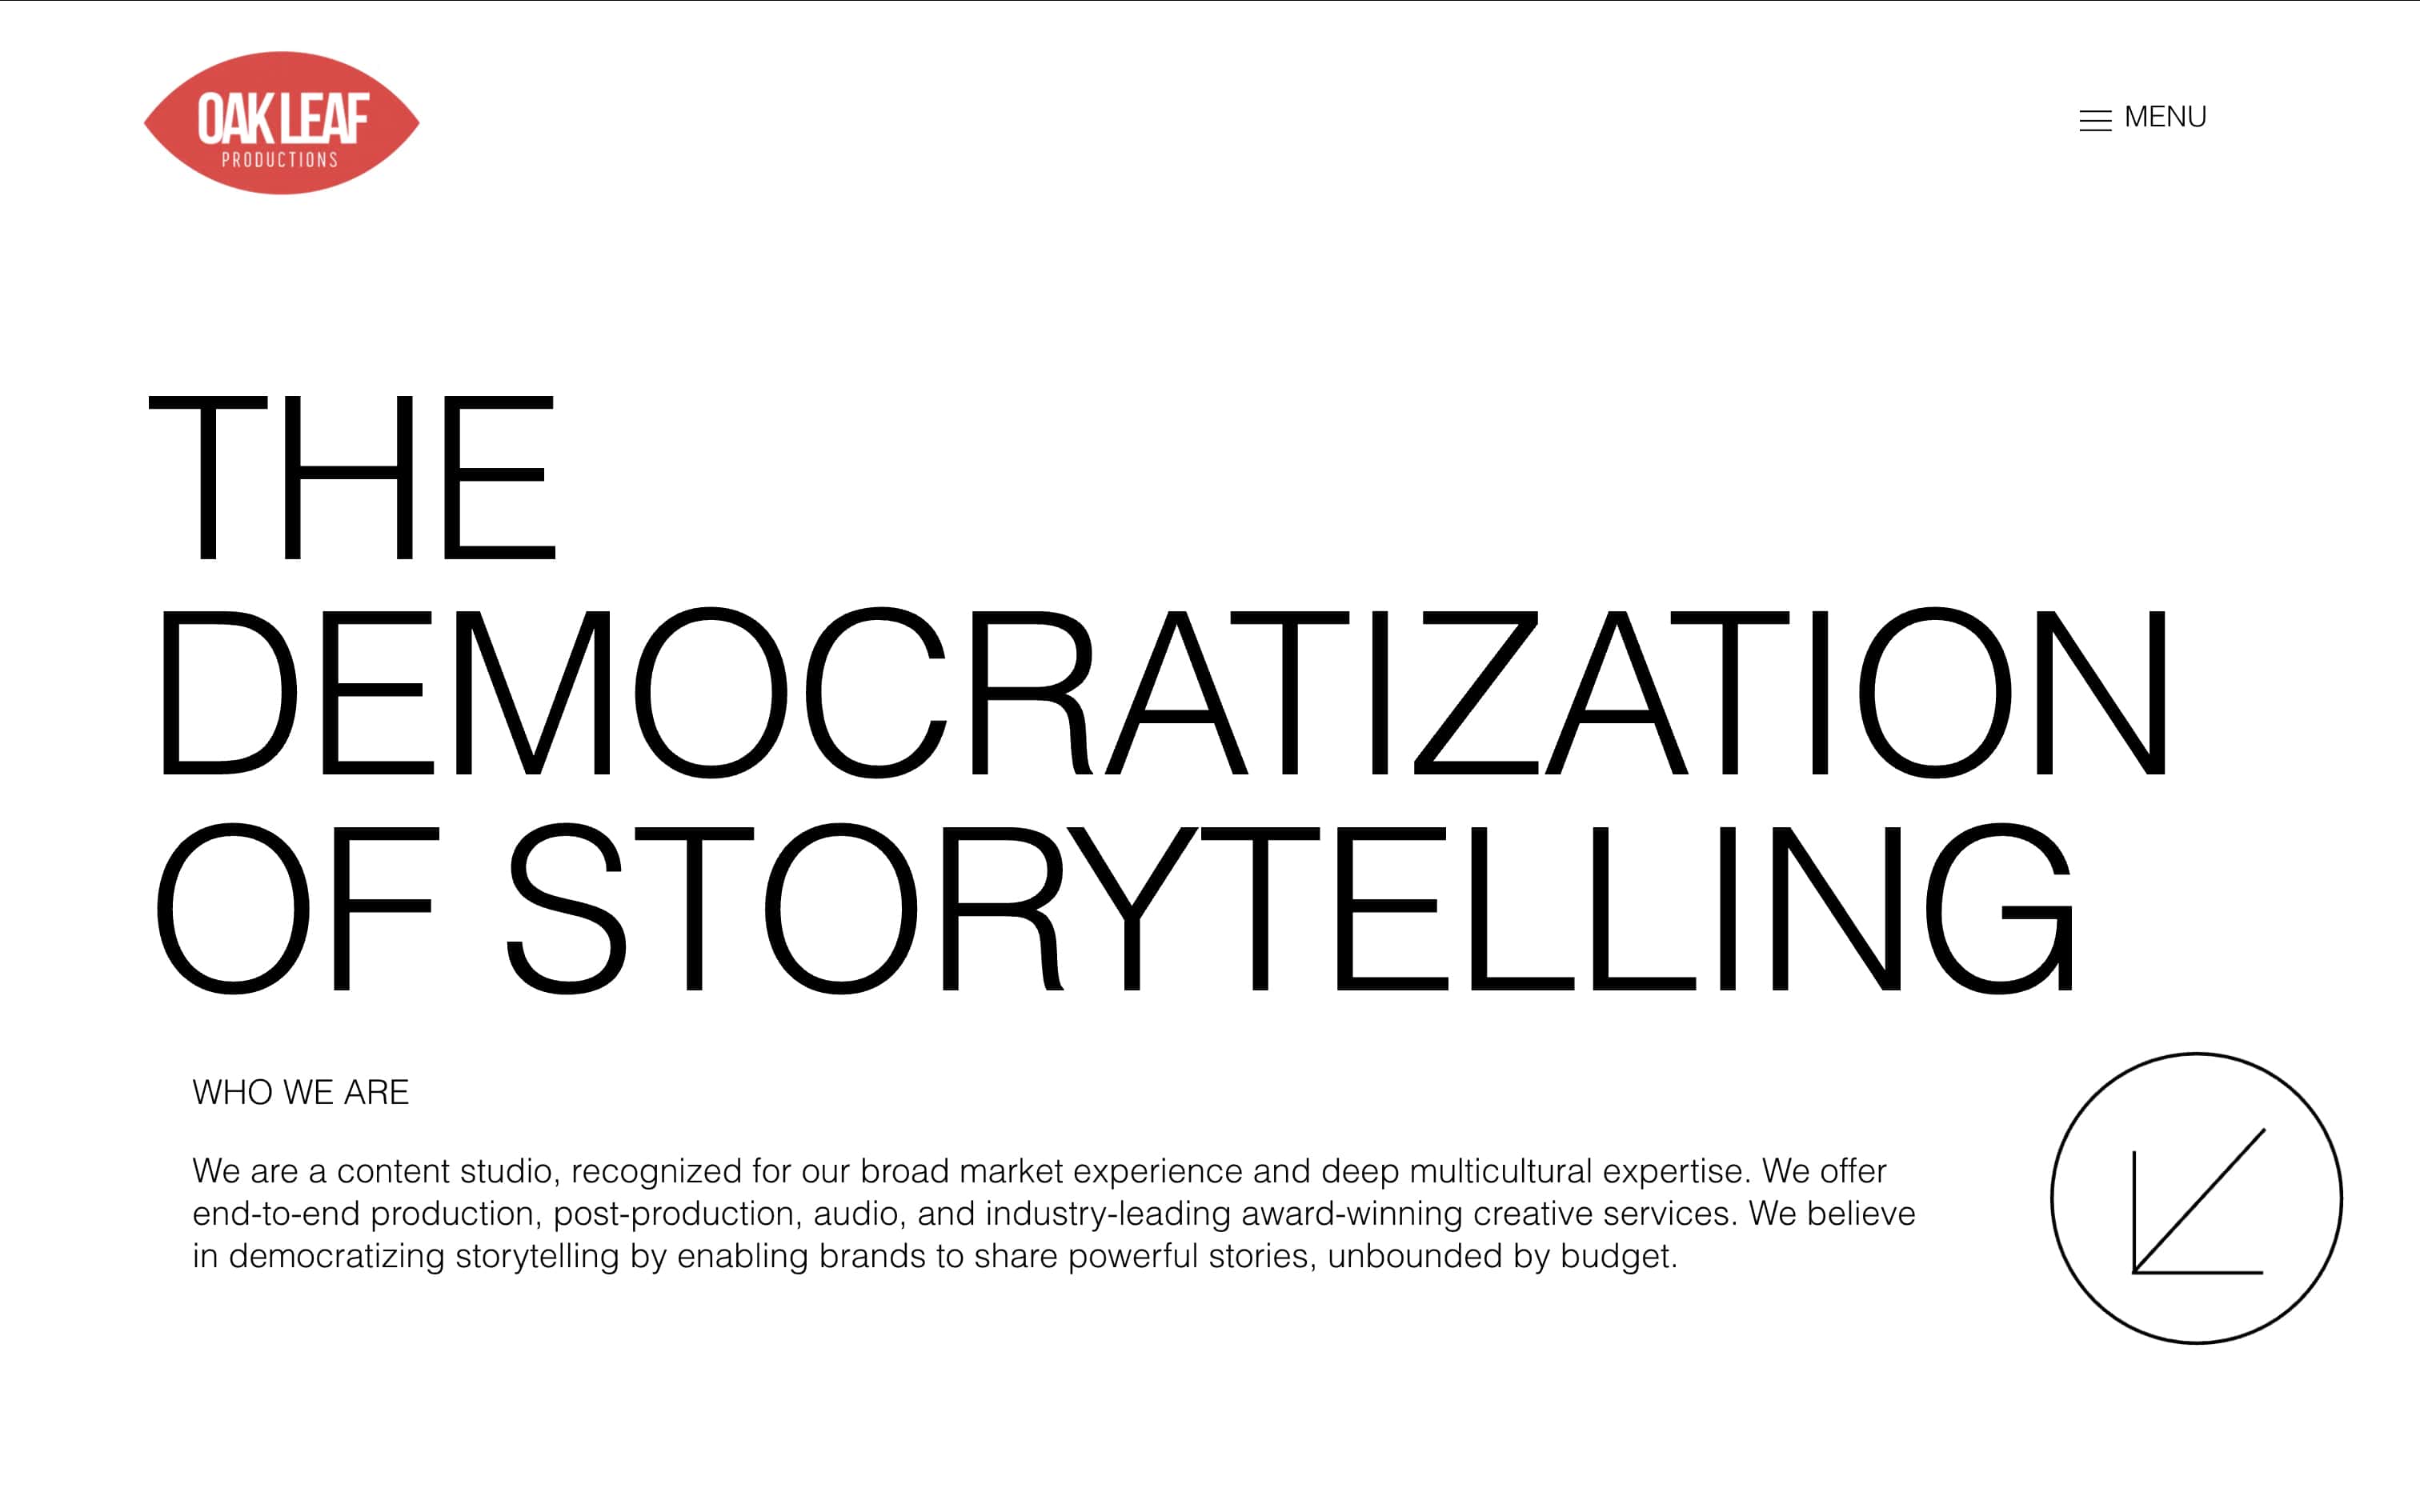 OAK LEAF
PRODUCTIONS
MENU
THE
DEMOCRATIZATION
OF STORYTELLING
WHO WE ARE
We are a content studio, recognized for our broad market experience and deep multicultural expertise. We offer
end-to-end production, post-production, audio, and industry-leading award-winning creative services. We believe
in democratizing storytelling by enabling brands to share powerful stories, unbounded by budget.